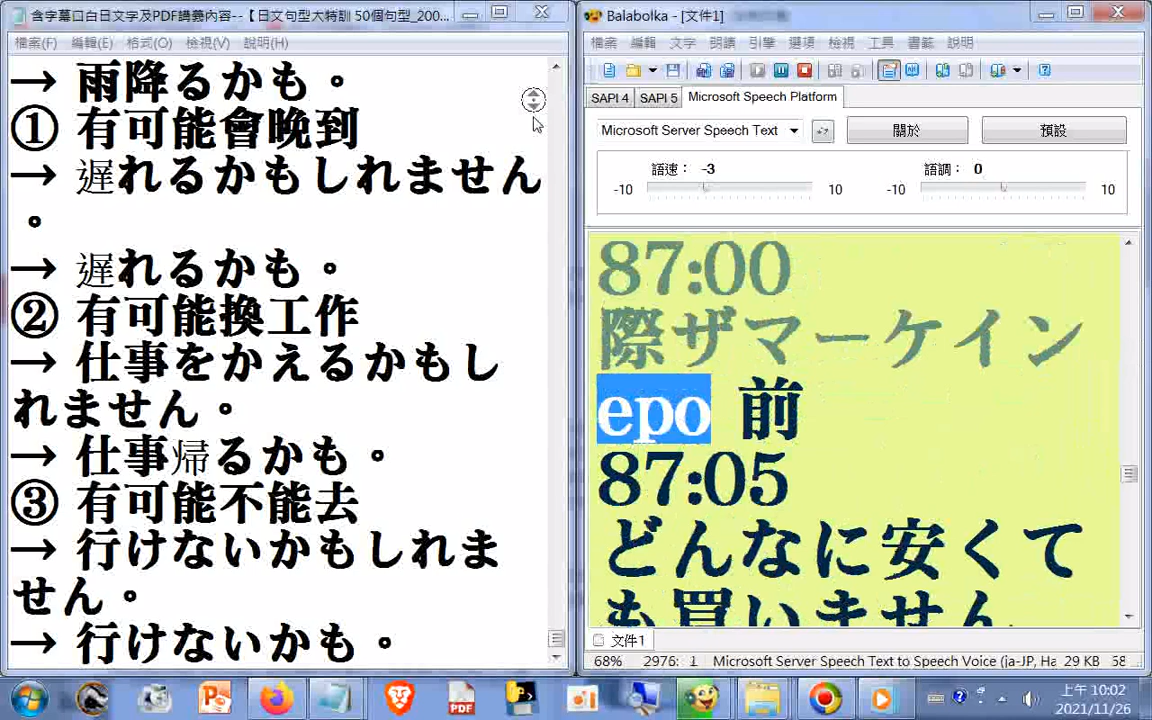 含字幕口白日文字及PDF講義內容--【日文句型大特訓 50個句型_200...
檔案(F) 編輯(E) 格式(O) 檢視(V) 說明(H)
→ 雨降るかも。
① 有可能會晚到
→ 遅れるかもしれません
。
→ 遅れるかも。
② 有可能換工作
→ 仕事をかえるかもし
れません。
→ 仕事帰るかも。
③ 有可能不能去
→ 行けないかもしれま
せん。
→ 行けないかも。
Balabolka - [文件1]
檔案 編輯 文字 朗讀 引擎 選項 檢視 工具 書籤 說明
SAPI 4 SAPI 5 Microsoft Speech Platform
Microsoft Server Speech Text 關於 預設
語速: -3 語調: 0
-10 10 -10 10
87:00
際ザマーケイン
epo 前
87:05
どんなに安くて
も買いません
文件1
68% 2976: 1 Microsoft Server Speech Text to Speech Voice (ja-JP, Ha 29 KB 58
PDF
上午 10:02
2021/11/26